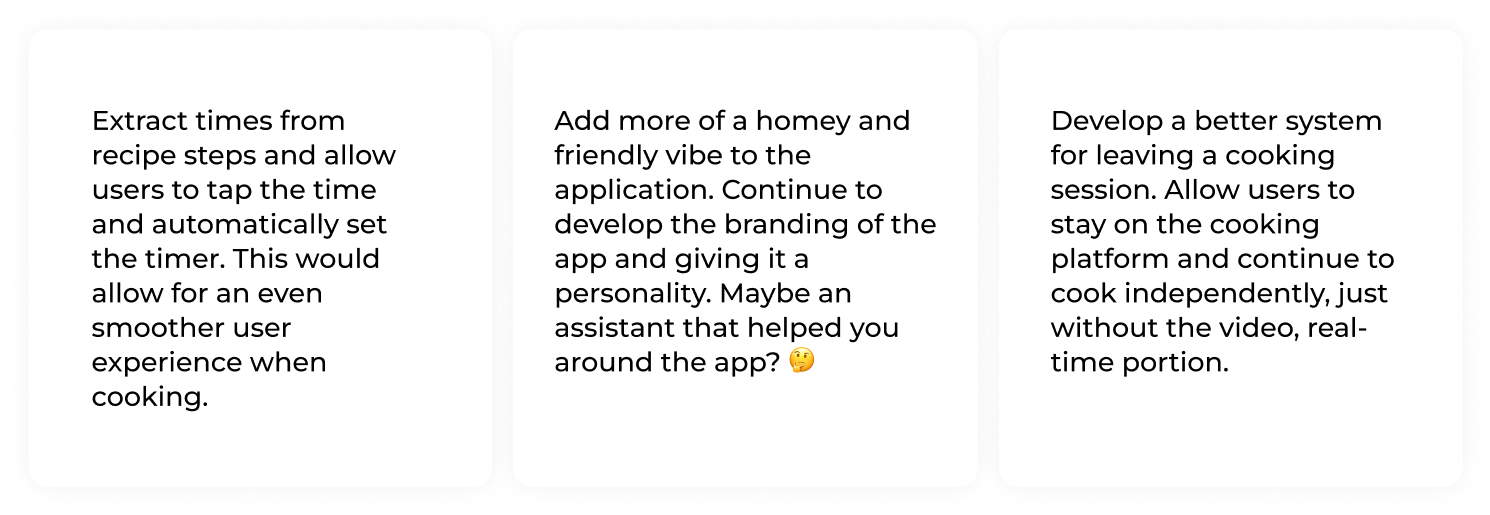 Extract times from
recipe steps and allow
users to tap the time
and automatically set
the timer. This would
allow for an even
smoother user
experience when
cooking.
Add more of a homey and
friendly vibe to the
application. Continue to
develop the branding of the
app and giving it a
personality. Maybe an
assistant that helped you
around the app? 🤔
Develop a better system
for leaving a cooking
session. Allow users to
stay on the cooking
platform and continue to
cook independently, just
without the video, real-
time portion.